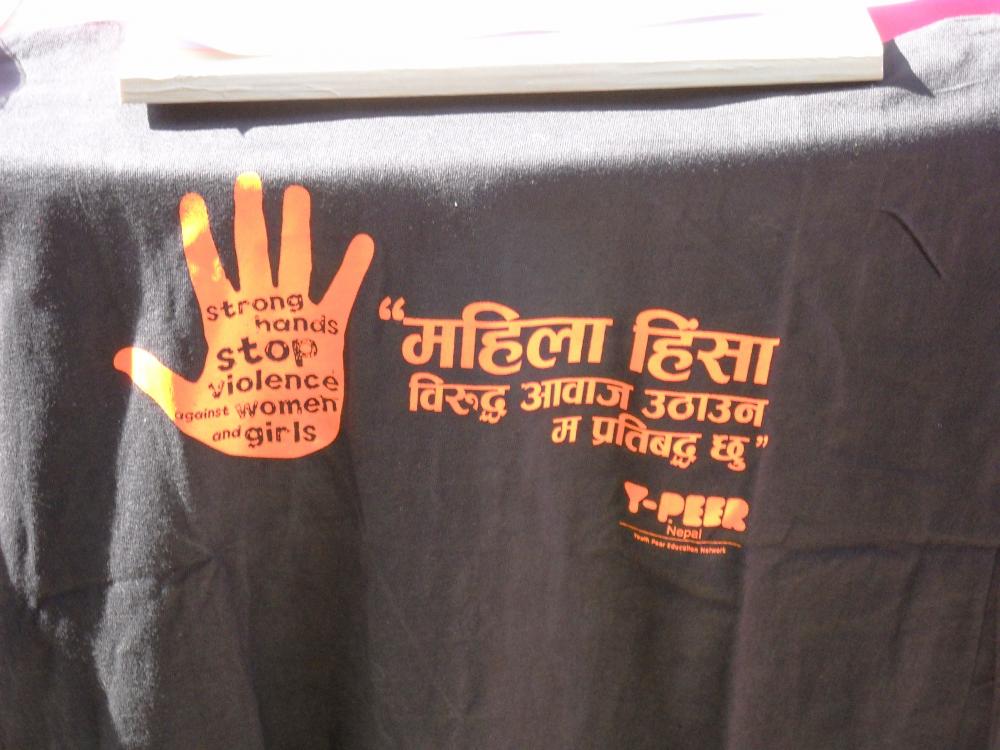 strong
hands
stop
violence
against women
and girls
“महिला हिंसा
विरुद्ध आवाज उठाउन
म प्रतिबद्ध छु”
Y-PEER
Nepal
Youth Peer Education Network